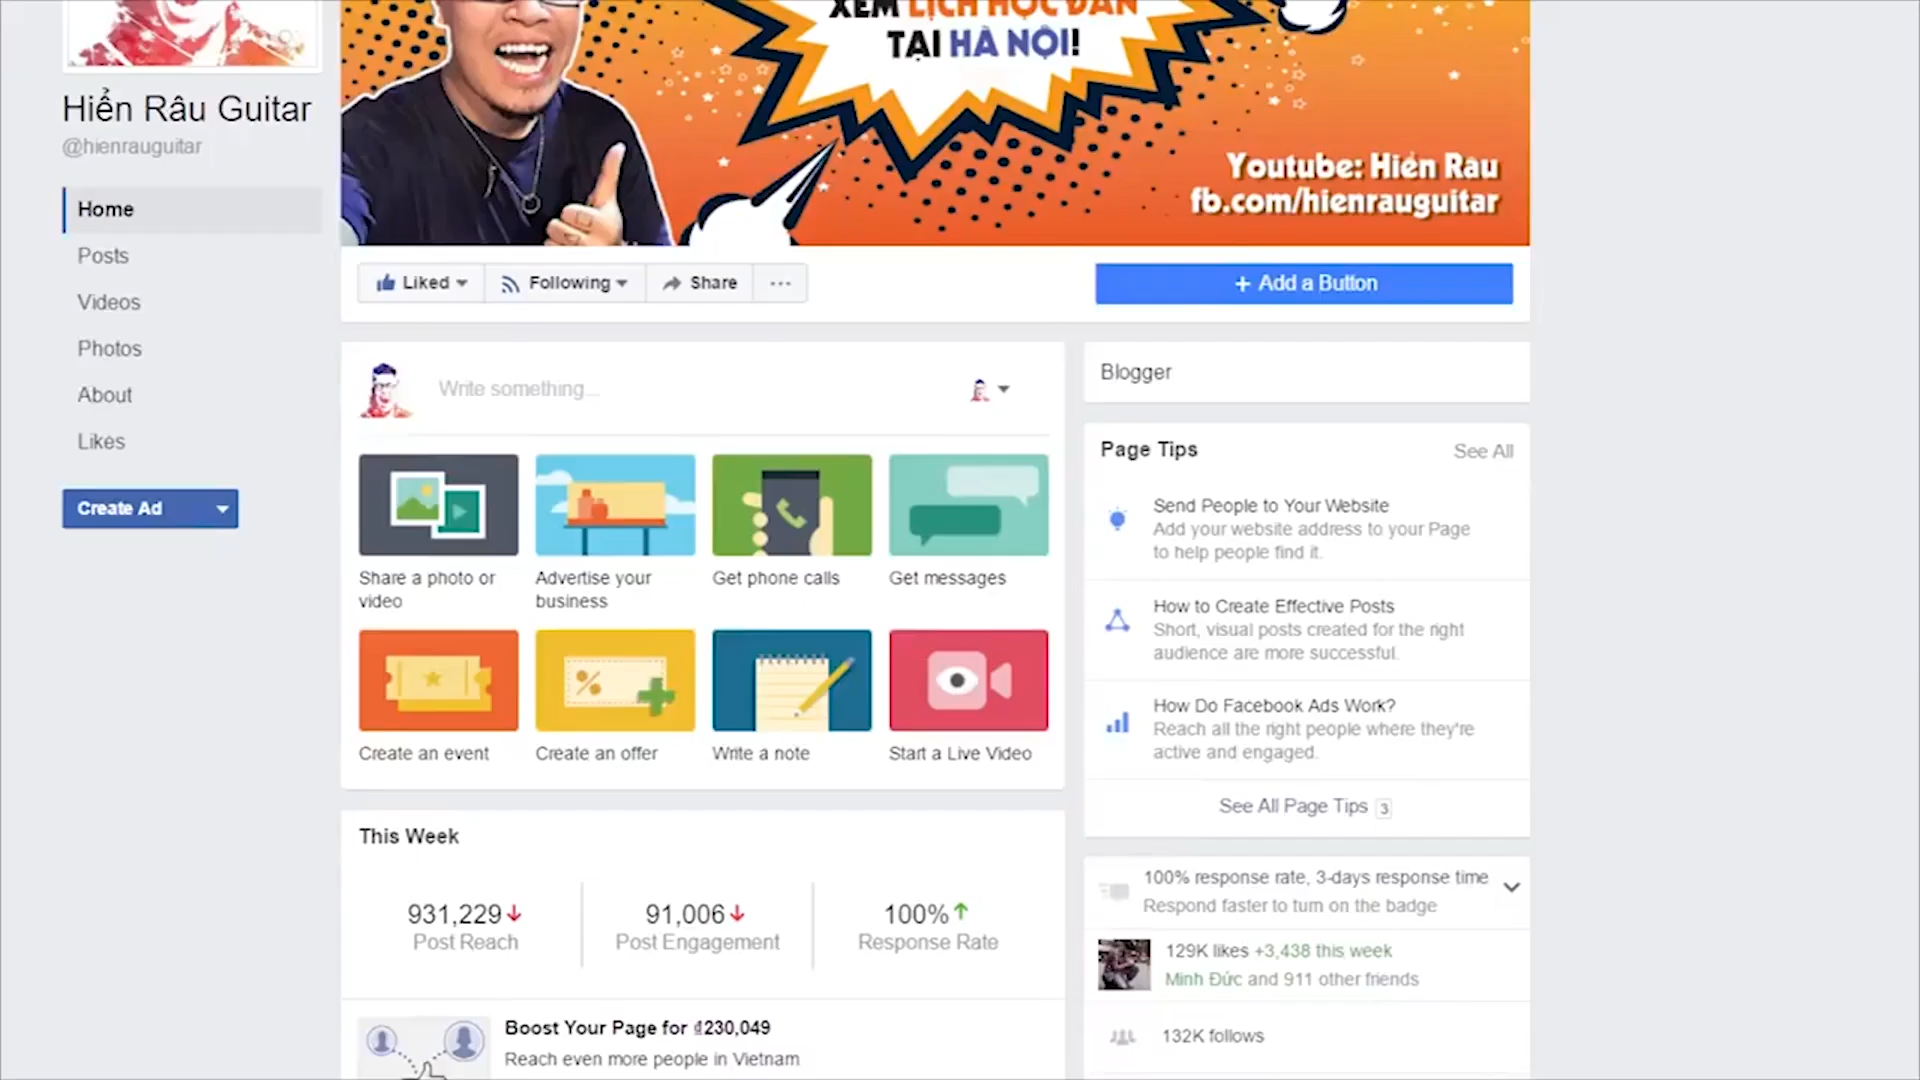 XEM LỊCH HỌC ĐÀN
TẠI HÀ NỘI!
Youtube: Hiển Râu
fb.com/hienrauguitar
Hiển Râu Guitar
@hienrauguitar
Home
Posts
Videos
Photos
About
Likes
Create Ad
Liked
Following
Share
+ Add a Button
Write something...
Share a photo or
video
Advertise your
business
Get phone calls
Get messages
Create an event
Create an offer
Write a note
Start a Live Video
This Week
931,229
Post Reach
91,006
Post Engagement
100%
Response Rate
Boost Your Page for ₫230,049
Reach even more people in Vietnam
Blogger
Page Tips
See All
Send People to Your Website
Add your website address to your Page
to help people find it.
How to Create Effective Posts
Short, visual posts created for the right
audience are more successful.
How Do Facebook Ads Work?
Reach all the right people where they're
active and engaged.
See All Page Tips 3
100% response rate, 3-days response time
Respond faster to turn on the badge
129K likes +3,438 this week
Minh Đức and 911 other friends
132K follows